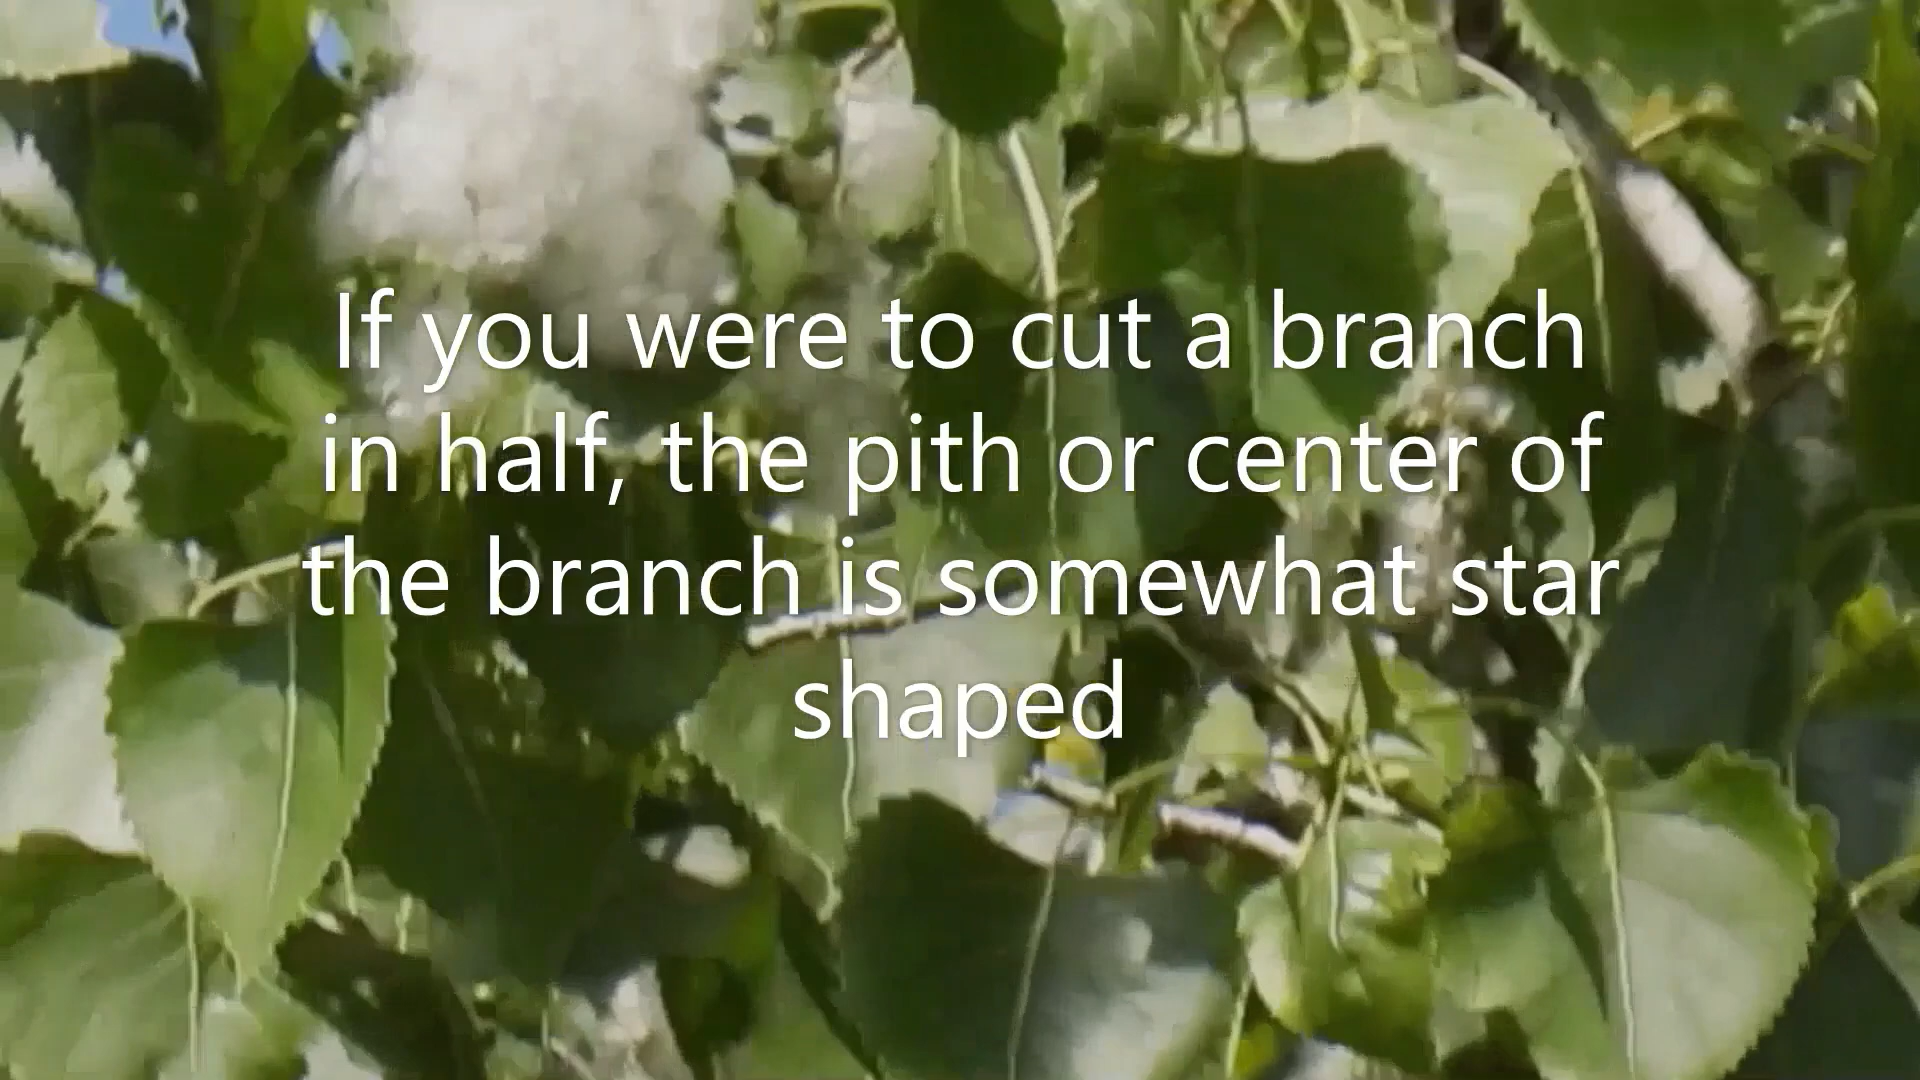 If you were to cut a branch
in half, the pith or center of
the branch is somewhat star
shaped